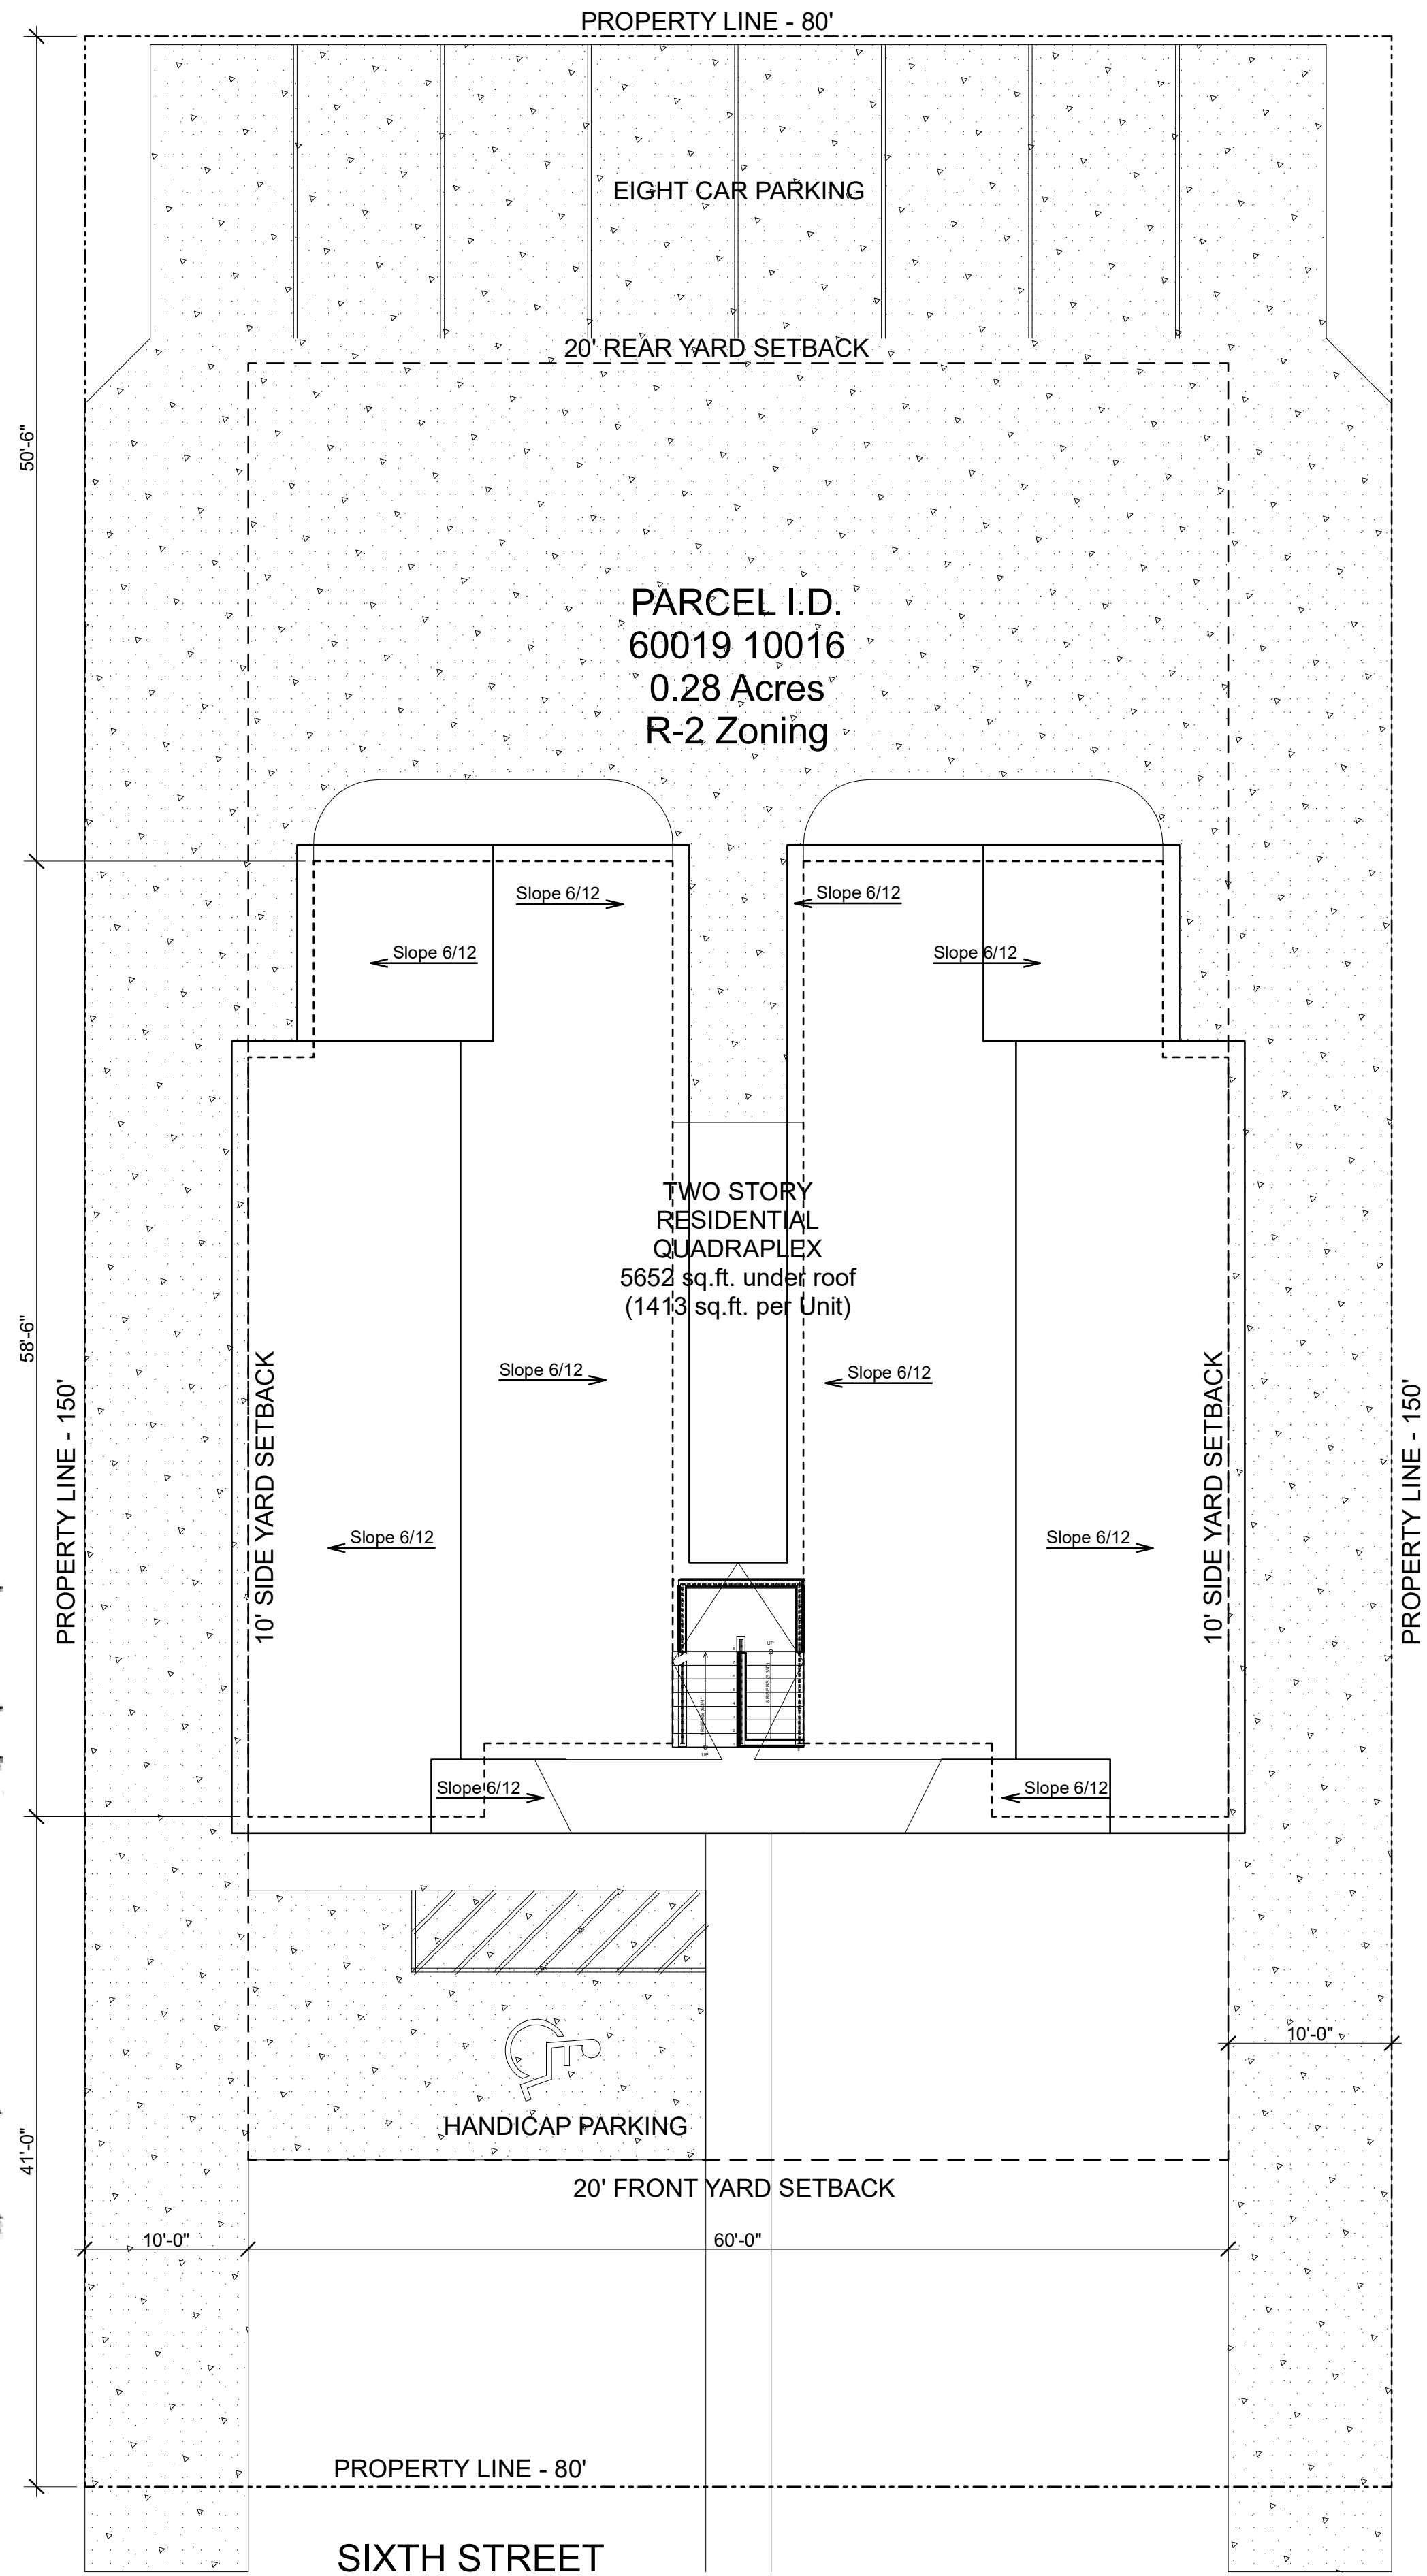 PROPERTY LINE - 80'
EIGHT CAR PARKING
20' REAR YARD SETBACK
50'-6"
PARCEL I.D.
60019 10016
0.28 Acres
R-2 Zoning
Slope 6/12
Slope 6/12
Slope 6/12
Slope 6/12
TWO STORY
RESIDENTIAL
QUADRAPLEX
5652 sq.ft. under roof
(1413 sq.ft. per Unit)
58'-6"
PROPERTY LINE - 150'
10' SIDE YARD SETBACK
Slope 6/12
Slope 6/12
10' SIDE YARD SETBACK
PROPERTY LINE - 150'
Slope 6/12
Slope 6/12
UP
UP
Slope 6/12
Slope 6/12
10'-0"
HANDICAP PARKING
41'-0"
20' FRONT YARD SETBACK
10'-0"
60'-0"
PROPERTY LINE - 80'
SIXTH STREET